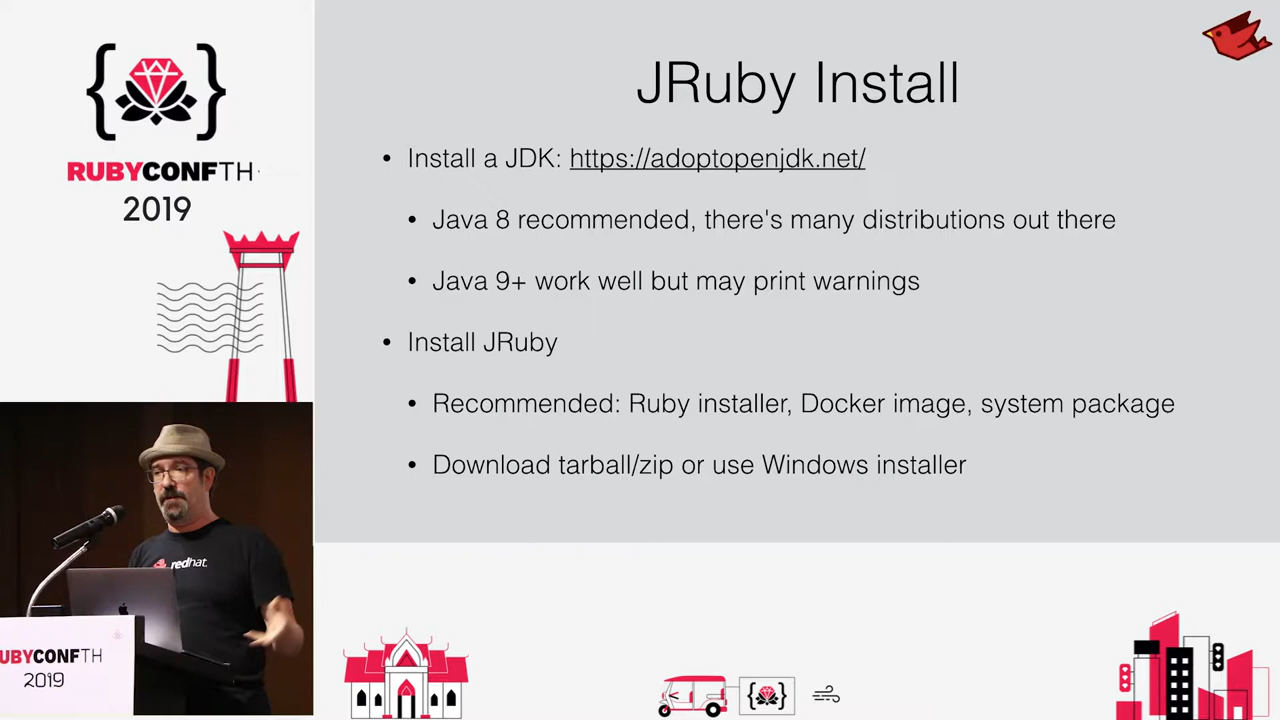 RUBYCONFTH
2019
JRuby Install
• Install a JDK: https://adoptopenjdk.net/
• Java 8 recommended, there's many distributions out there
• Java 9+ work well but may print warnings
• Install JRuby
• Recommended: Ruby installer, Docker image, system package
• Download tarball/zip or use Windows installer
redhat.
UBYCONFTH
2019